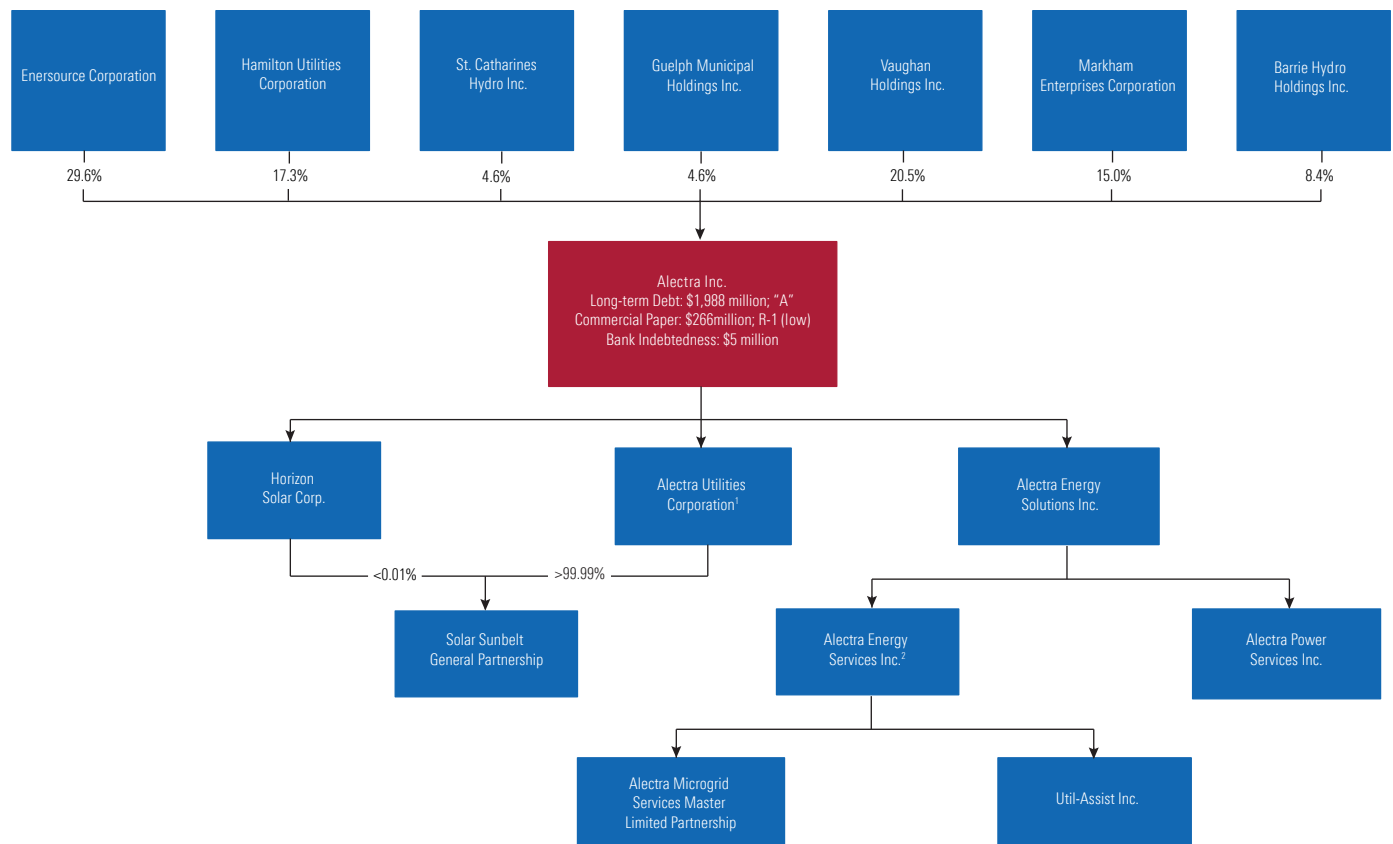 Enersource Corporation
Hamilton Utilities
Corporation
St. Catharines
Hydro Inc.
Guelph Municipal
Holdings Inc.
Vaughan
Holdings Inc.
Markham
Enterprises Corporation
Barrie Hydro
Holdings Inc.
29.6%
17.3%
4.6%
4.6%
20.5%
15.0%
8.4%
Alectra Inc.
Long-term Debt: $1,988 million; “A”
Commercial Paper: $266million; R-1 (low)
Bank Indebtedness: $5 million
Horizon
Solar Corp.
Alectra Utilities
Corporation¹
Alectra Energy
Solutions Inc.
<0.01%
>99.99%
Solar Sunbelt
General Partnership
Alectra Energy
Services Inc.²
Alectra Power
Services Inc.
Alectra Microgrid
Services Master
Limited Partnership
Util-Assist Inc.